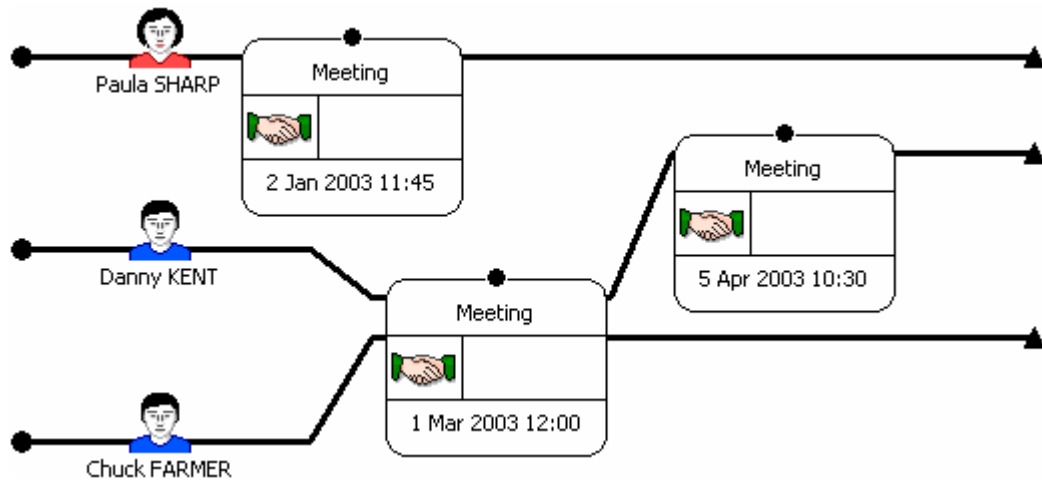 Paula SHARP
Meeting
2 Jan 2003 11:45
Meeting
5 Apr 2003 10:30
Danny KENT
Meeting
1 Mar 2003 12:00
Chuck FARMER